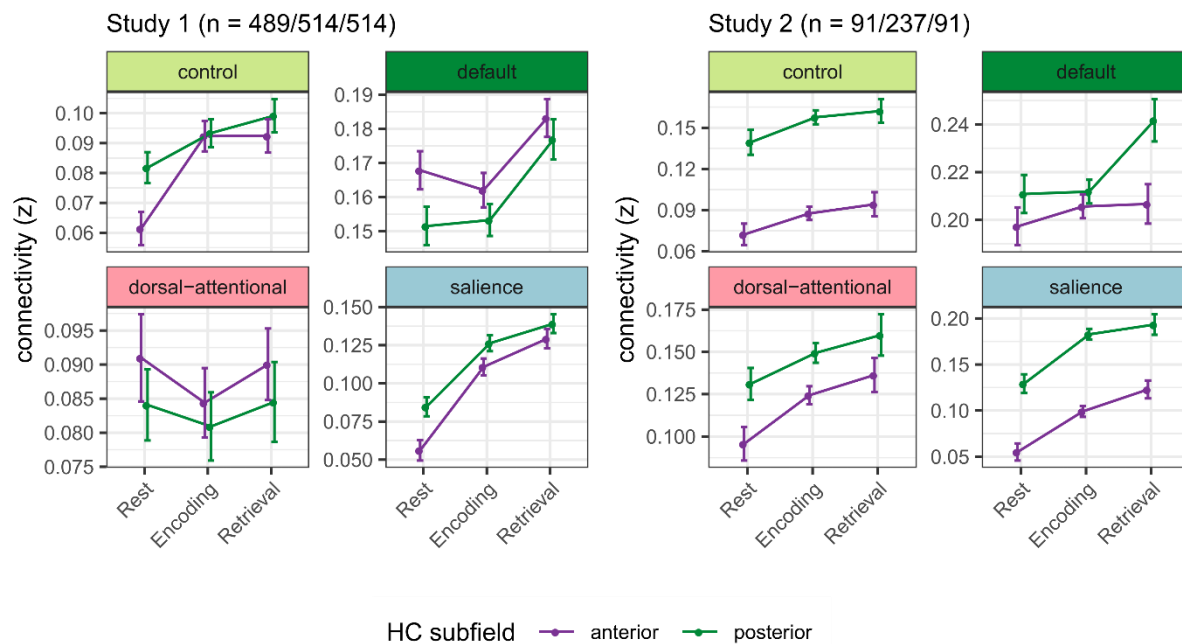 Study 1 (n = 489/514/514)
Study 2 (n = 91/237/91)
control
default
control
default
0.10
0.09
0.08
0.07
0.06
0.19
0.18
0.17
0.16
0.15
0.15
0.12
0.09
0.06
0.24
0.22
0.20
connectivity (z)
connectivity (z)
dorsal−attentional
salience
dorsal−attentional
salience
0.095
0.090
0.085
0.080
0.075
0.150
0.125
0.100
0.075
0.050
0.175
0.150
0.125
0.100
0.20
0.15
0.10
0.05
Rest
Encoding
Retrieval
Rest
Encoding
Retrieval
Rest
Encoding
Retrieval
Rest
Encoding
Retrieval
HC subfield anterior posterior